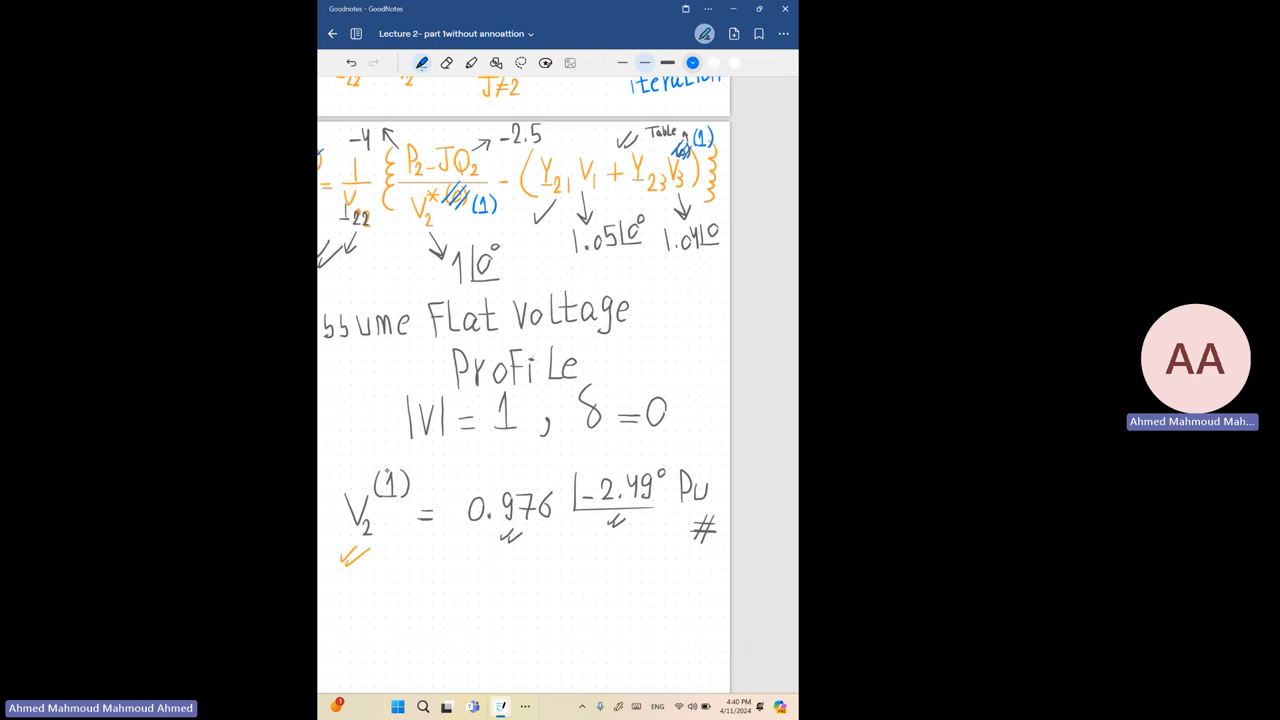 Goodnotes - GoodNotes
Lecture 2- part 1without annoattion
J≠2
iteration
-4
-2.5
Table
(1)
= 1/Y22 { P2 - JQ2 / V2* (1) - ( Y21 V1 + Y23 V3 ) }
1.05∟0°
1.04∟0
1∟0°
ssume Flat Voltage
Profile
|V| = 1 , δ = 0
V2 (1) = 0.976 ∟-2.49° Pu
#
AA
Ahmed Mahmoud Mah...
Ahmed Mahmoud Mahmoud Ahmed
1
ENG
4:40 PM
4/11/2024